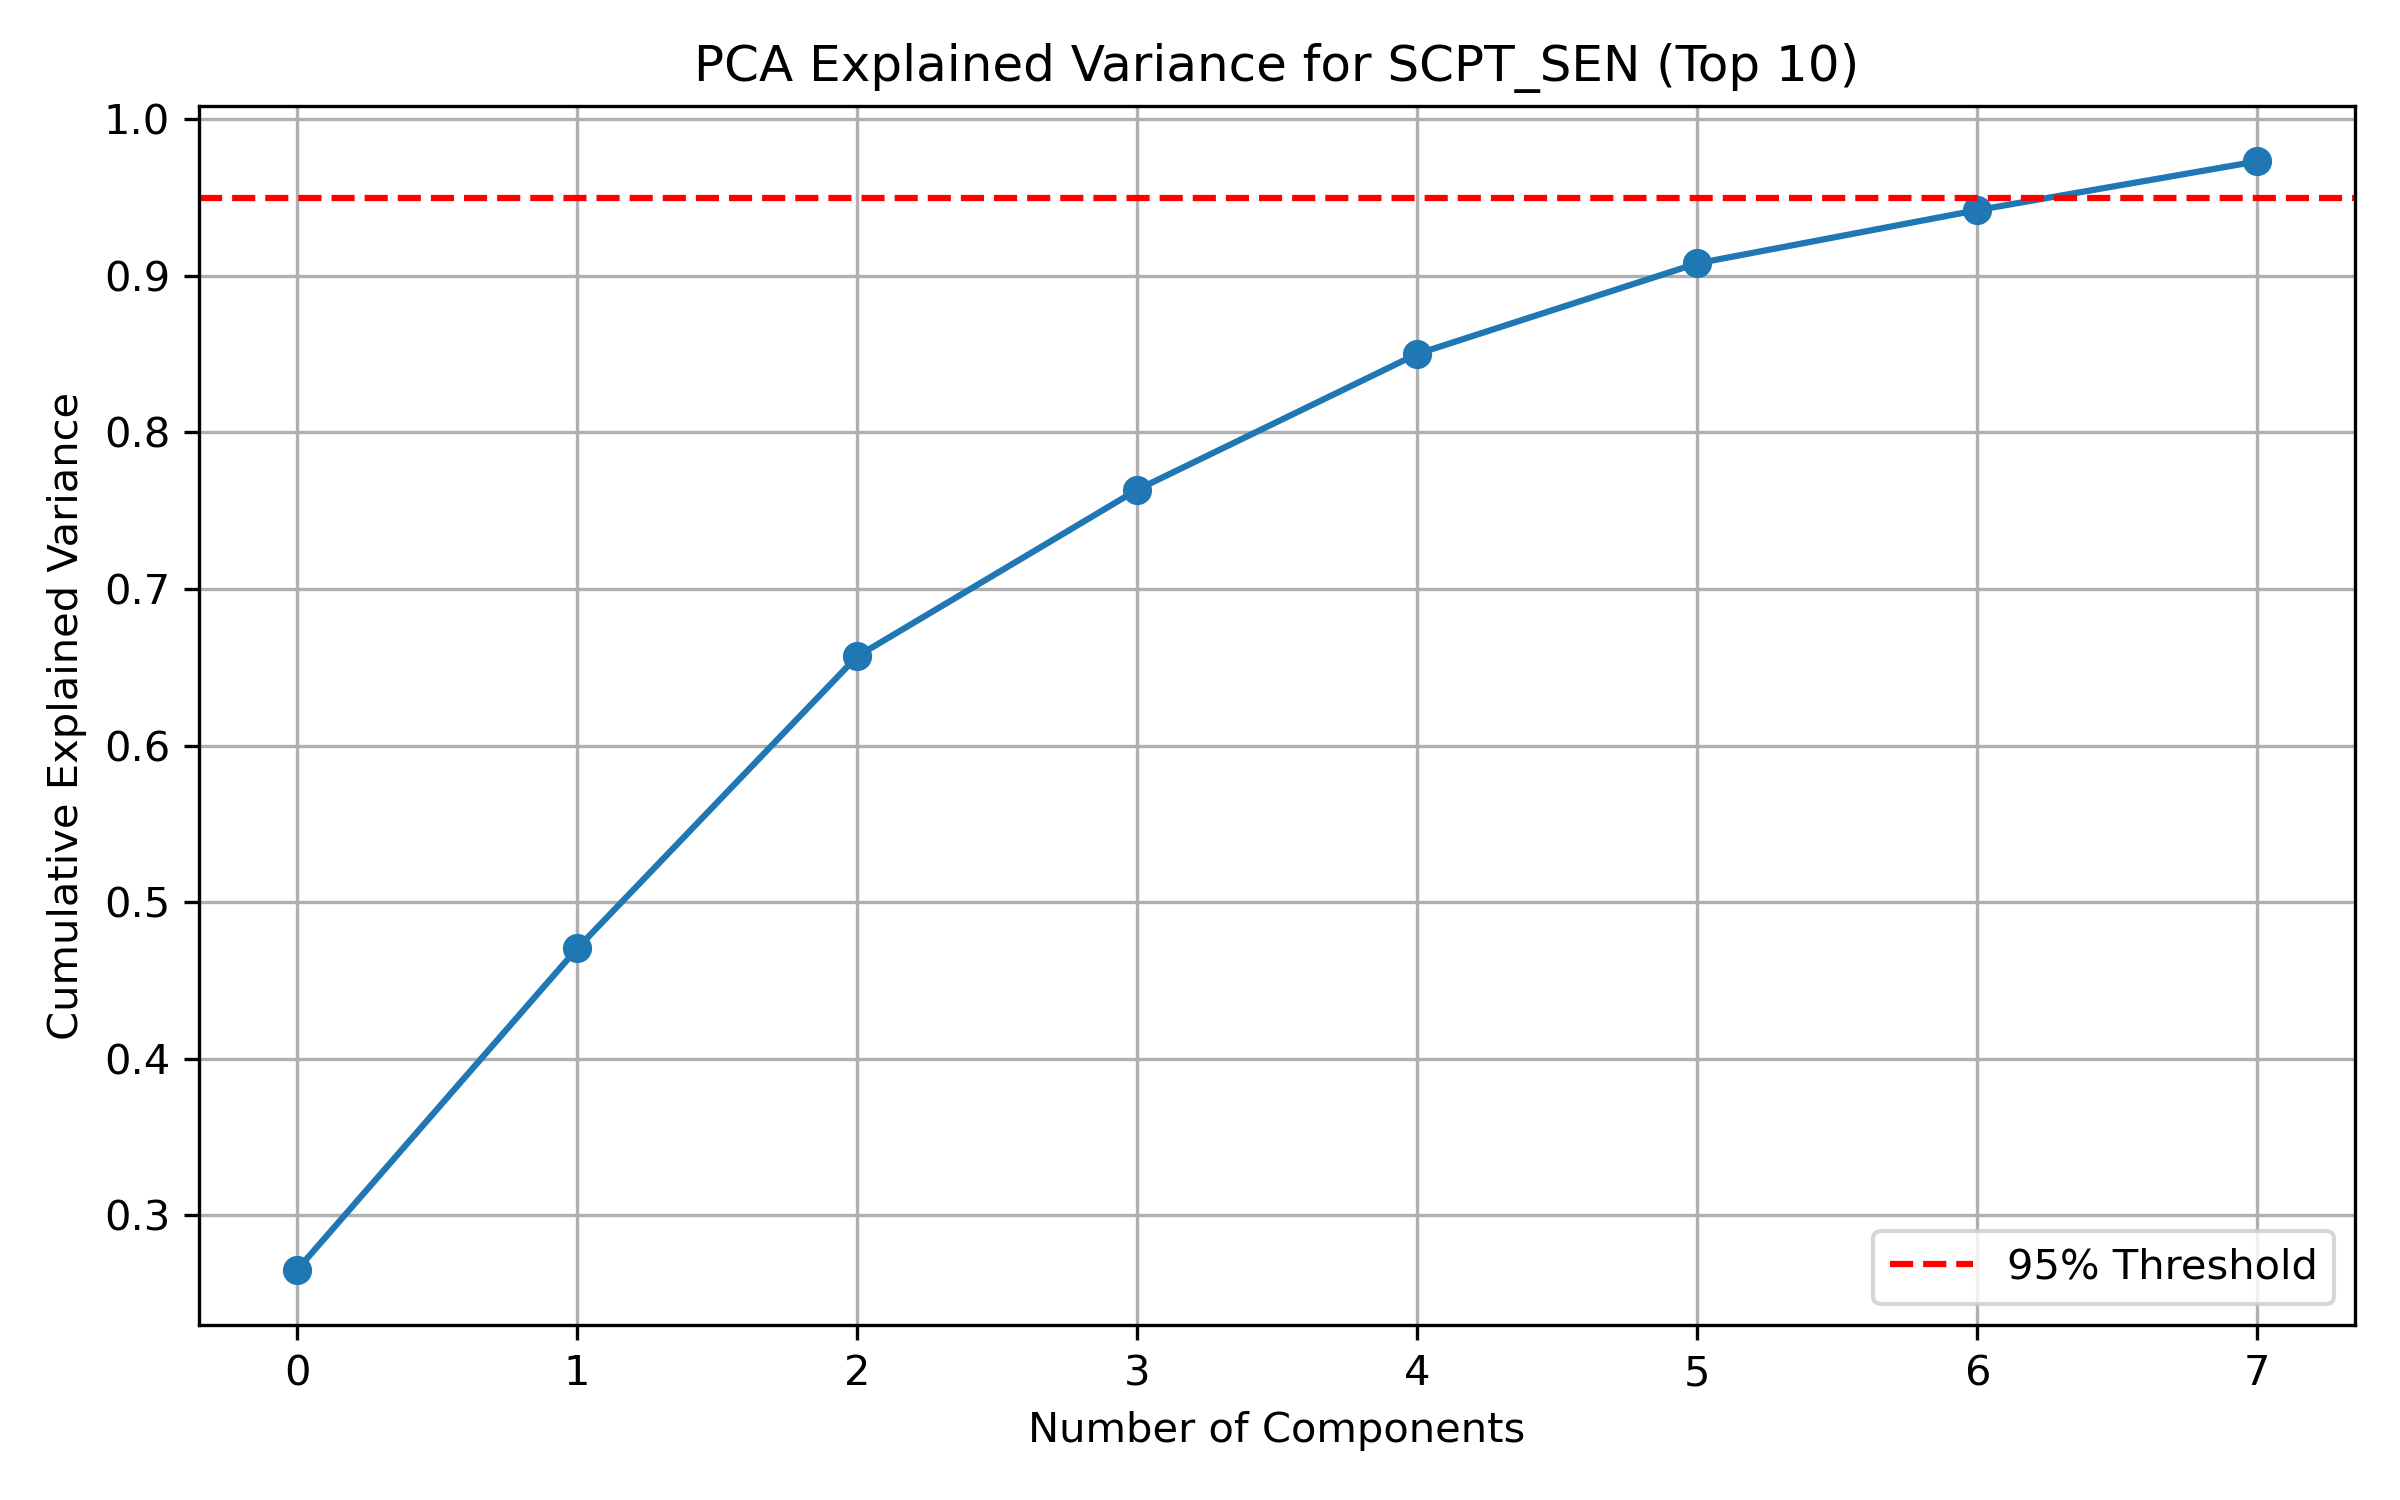 PCA Explained Variance for SCPT_SEN (Top 10)
Cumulative Explained Variance
1.0
0.9
0.8
0.7
0.6
0.5
0.4
0.3
95% Threshold
0 1 2 3 4 5 6 7
Number of Components